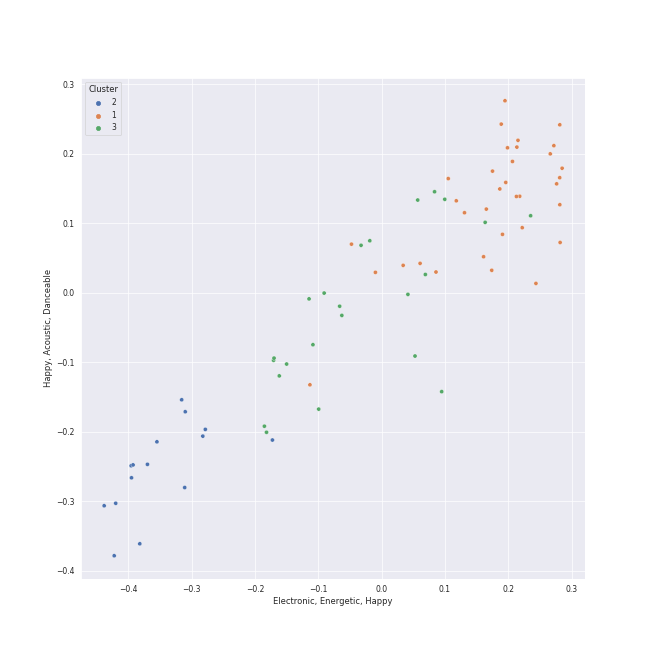 Cluster
2
1
3
0.3
0.2
0.1
0.0
−0.1
−0.2
−0.3
−0.4
Happy, Acoustic, Danceable
−0.4 −0.3 −0.2 −0.1 0.0 0.1 0.2 0.3
Electronic, Energetic, Happy